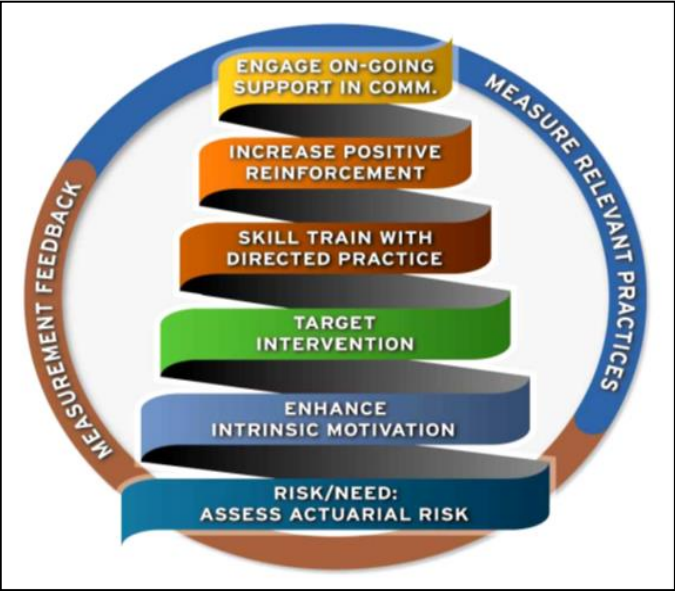 ENGAGE ON-GOING
SUPPORT IN COMM.
INCREASE POSITIVE
REINFORCEMENT
SKILL TRAIN WITH
DIRECTED PRACTICE
TARGET
INTERVENTION
ENHANCE
INTRINSIC MOTIVATION
RISK/NEED:
ASSESS ACTUARIAL RISK
MEASURE RELEVANT PRACTICES
MEASUREMENT FEEDBACK